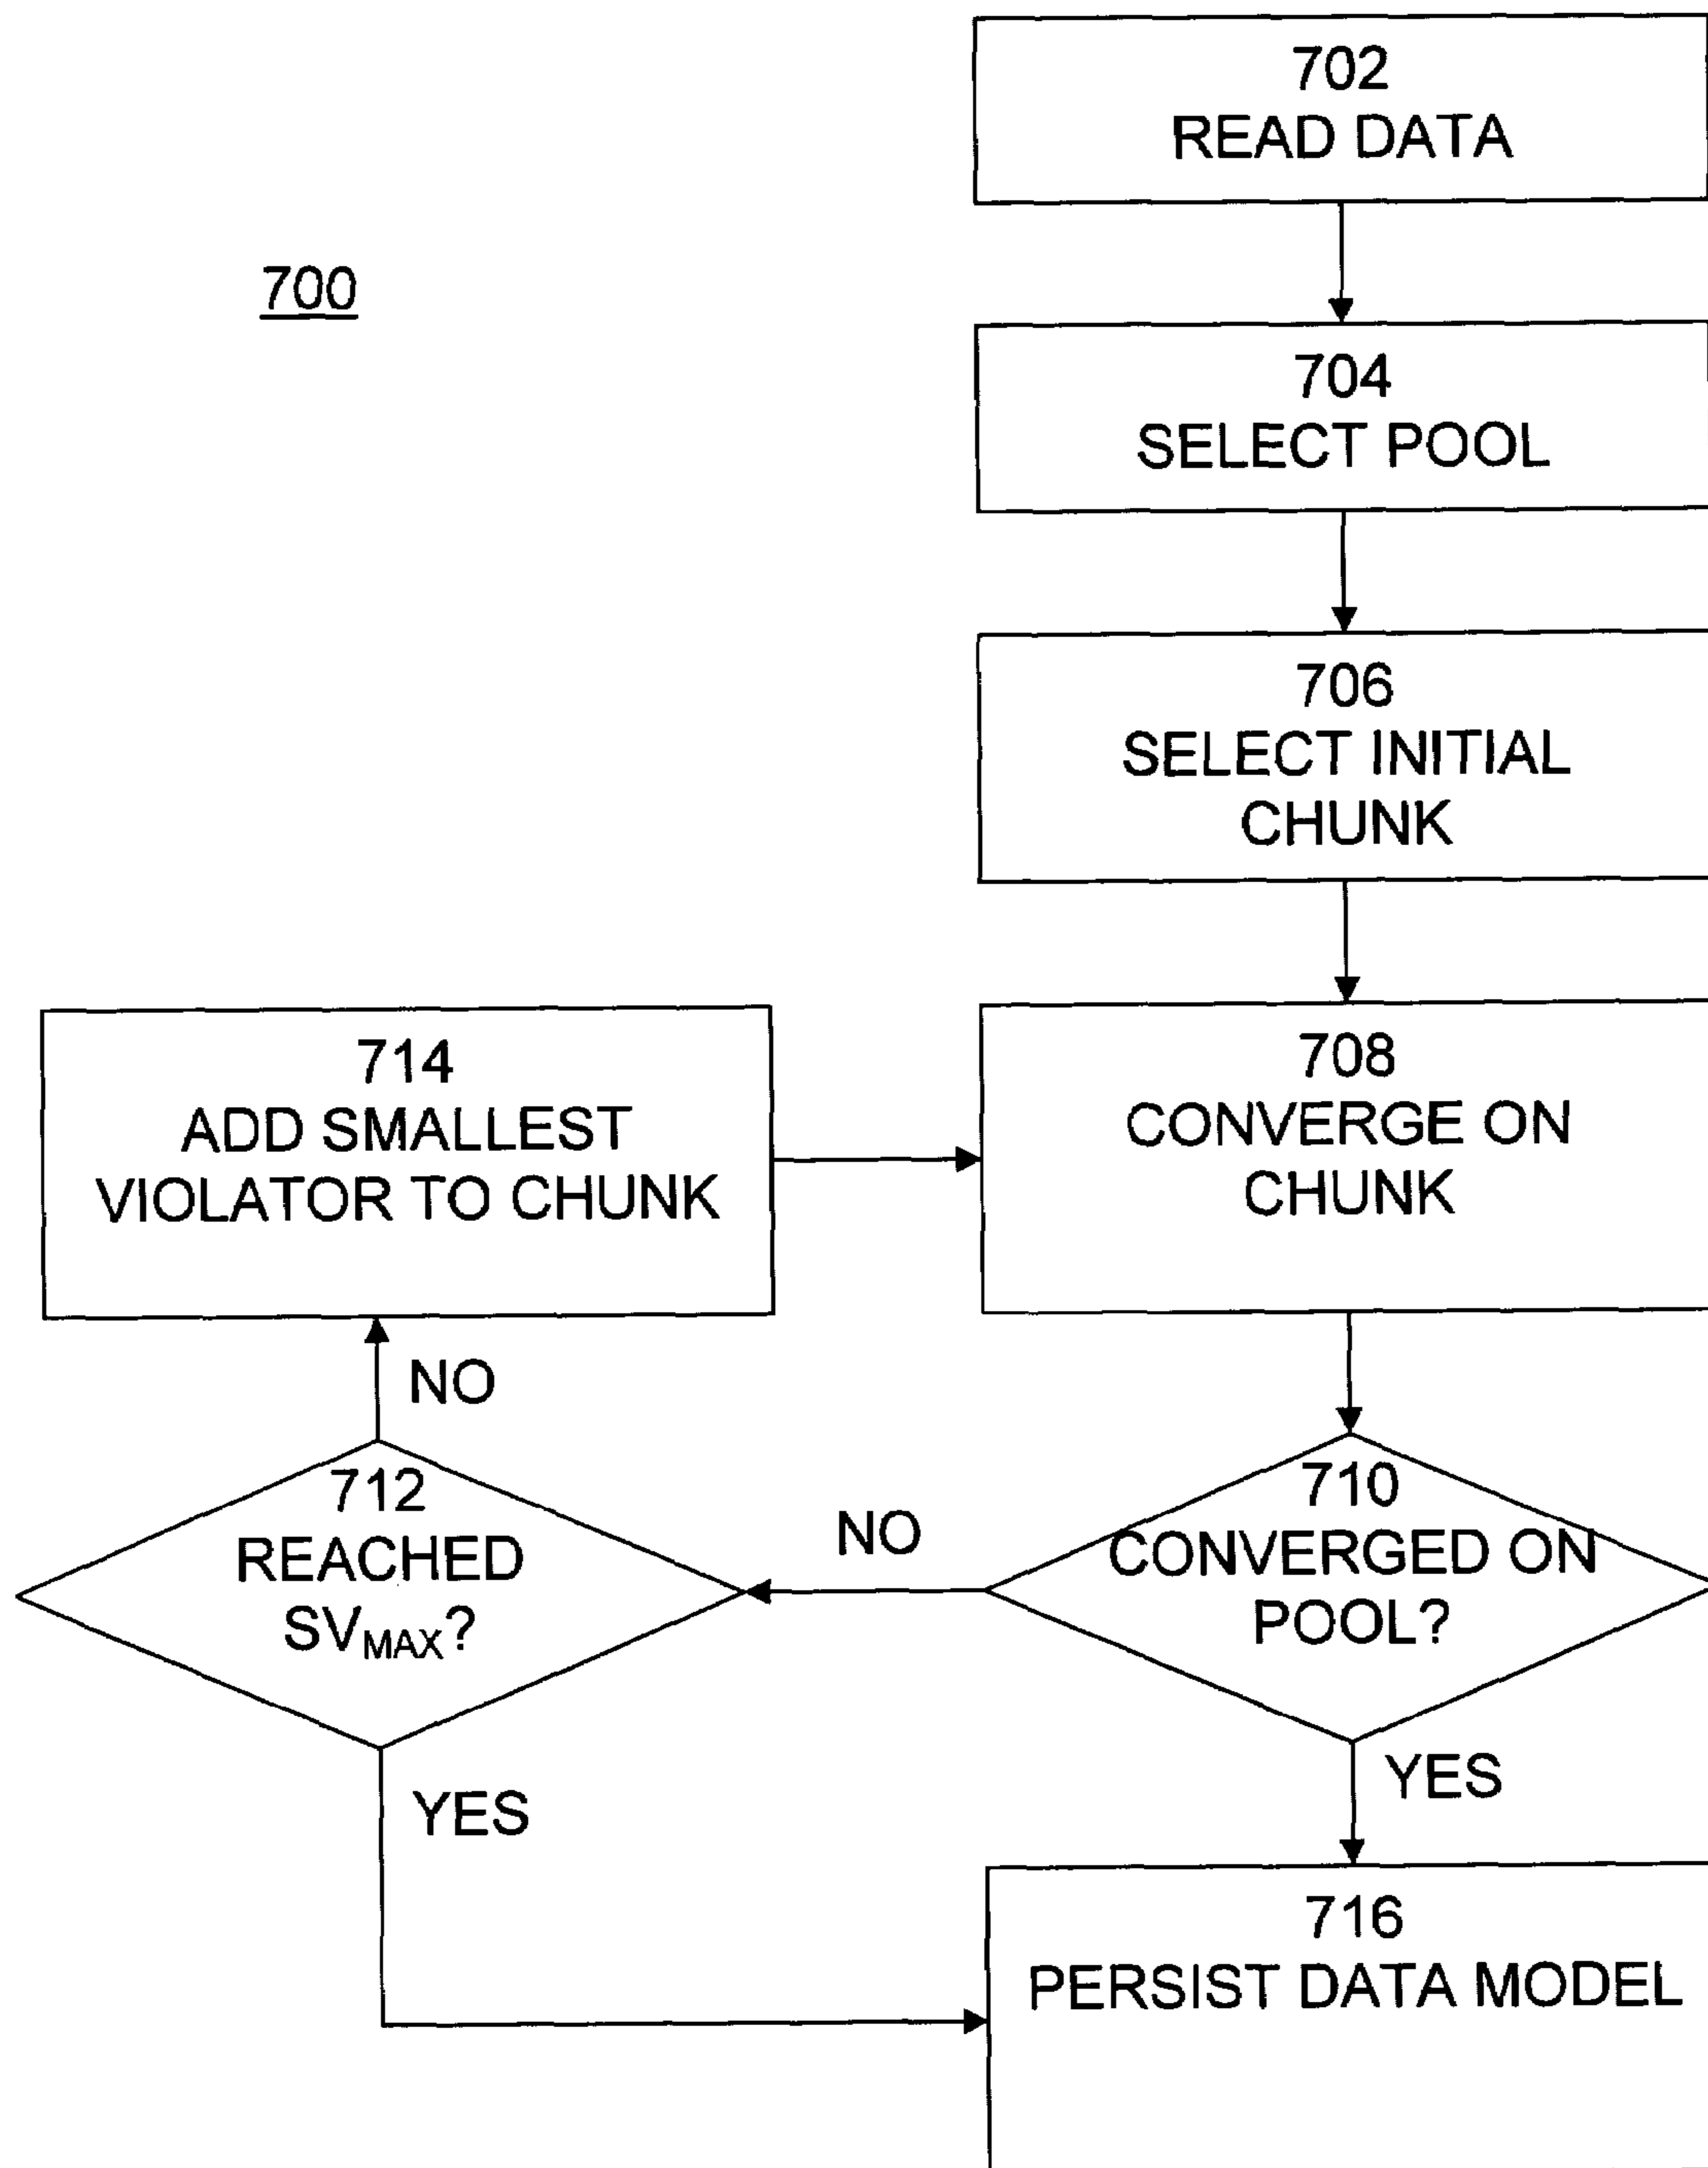 702
READ DATA
700
704
SELECT POOL
706
SELECT INITIAL
CHUNK
714
ADD SMALLEST
VIOLATOR TO CHUNK
708
CONVERGE ON
CHUNK
NO
712
REACHED
SV_MAX?
NO
710
CONVERGED ON
POOL?
YES
YES
716
PERSIST DATA MODEL